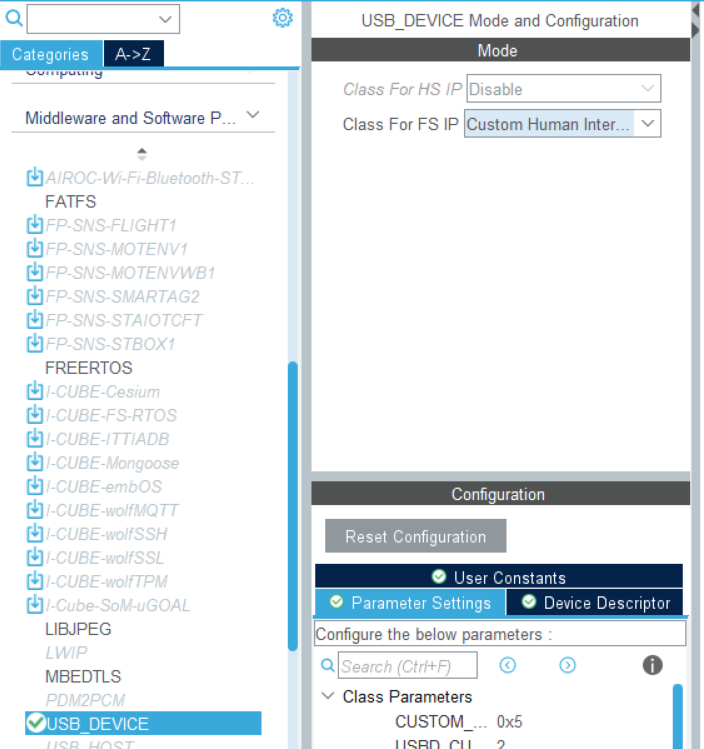 Categories
A->Z
Computing
Middleware and Software P...
AIROC-Wi-Fi-Bluetooth-ST...
FATFS
FP-SNS-FLIGHT1
FP-SNS-MOTENV1
FP-SNS-MOTENVWB1
FP-SNS-SMARTAG2
FP-SNS-STAIOTCFT
FP-SNS-STBOX1
FREERTOS
I-CUBE-Cesium
I-CUBE-FS-RTOS
I-CUBE-ITTIADB
I-CUBE-Mongoose
I-CUBE-embOS
I-CUBE-wolfMQTT
I-CUBE-wolfSSH
I-CUBE-wolfSSL
I-CUBE-wolfTPM
I-Cube-SoM-uGOAL
LIBJPEG
LWIP
MBEDTLS
PDM2PCM
USB_DEVICE
USB_HOST
USB_DEVICE Mode and Configuration
Mode
Class For HS IP Disable
Class For FS IP Custom Human Inter...
Configuration
Reset Configuration
User Constants
Parameter Settings
Device Descriptor
Configure the below parameters :
Search (Ctrl+F)
Class Parameters
CUSTOM_... 0x5
USBD_CU... 2